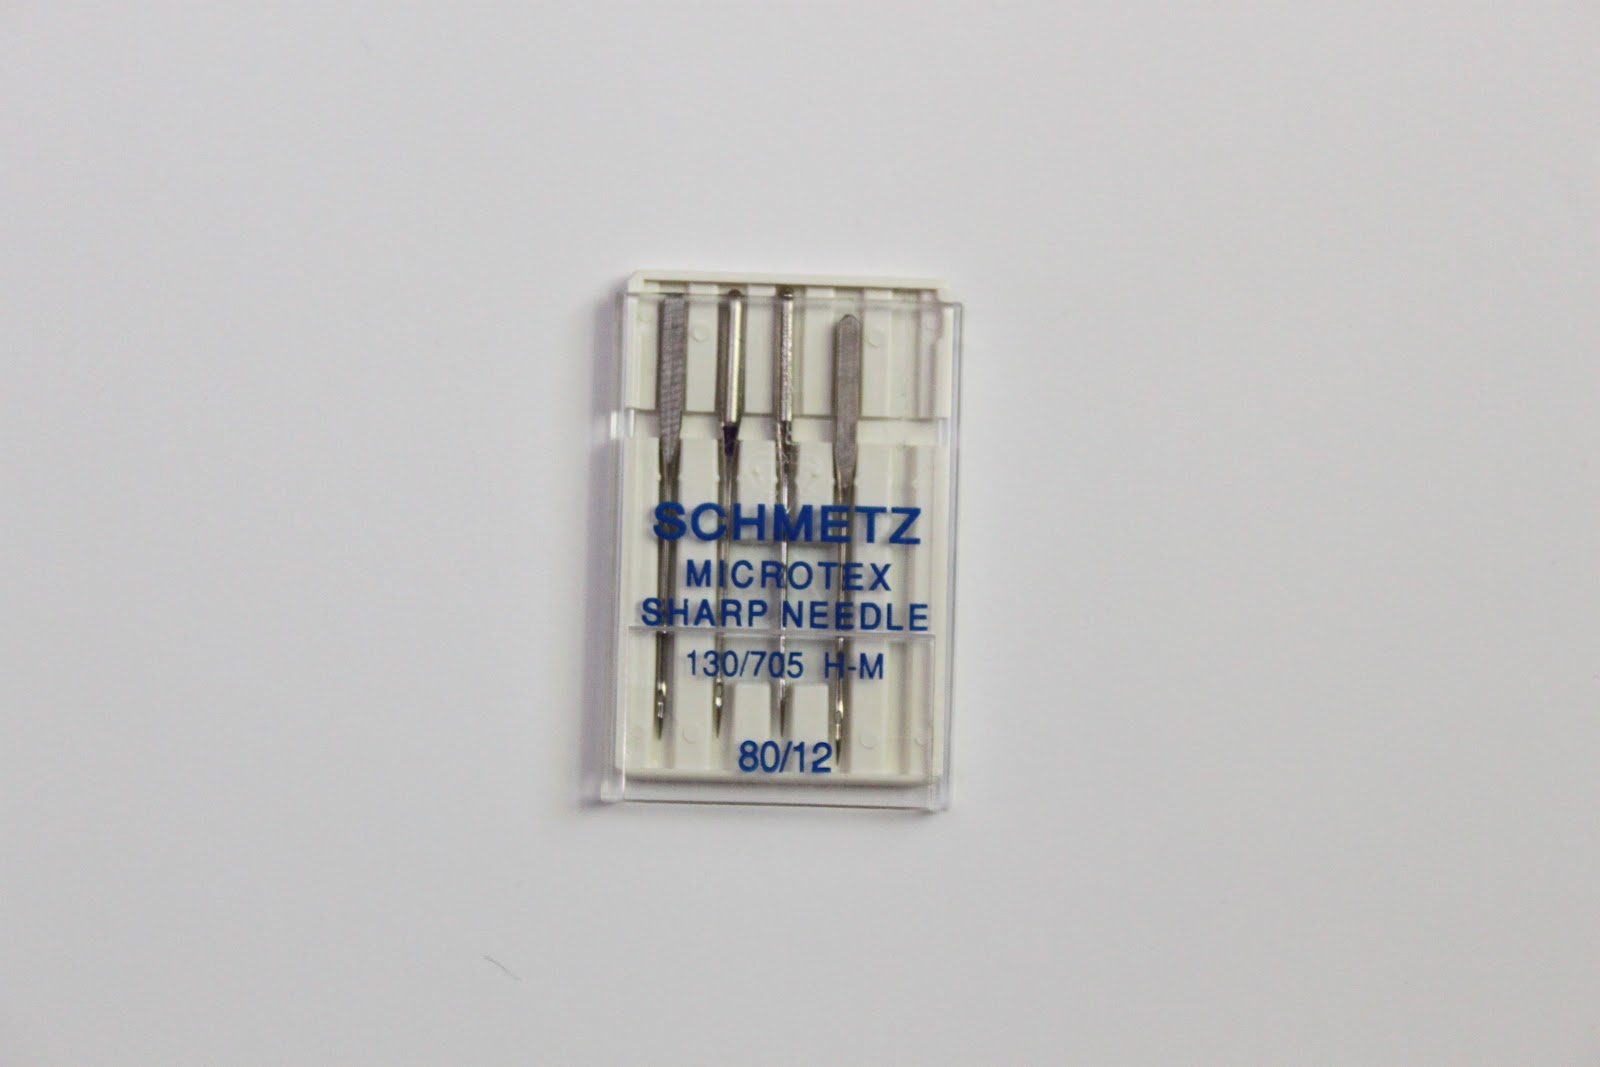 SCHMETZ
MICROTEX
SHARP NEEDLE
130/705 H-M
80/12